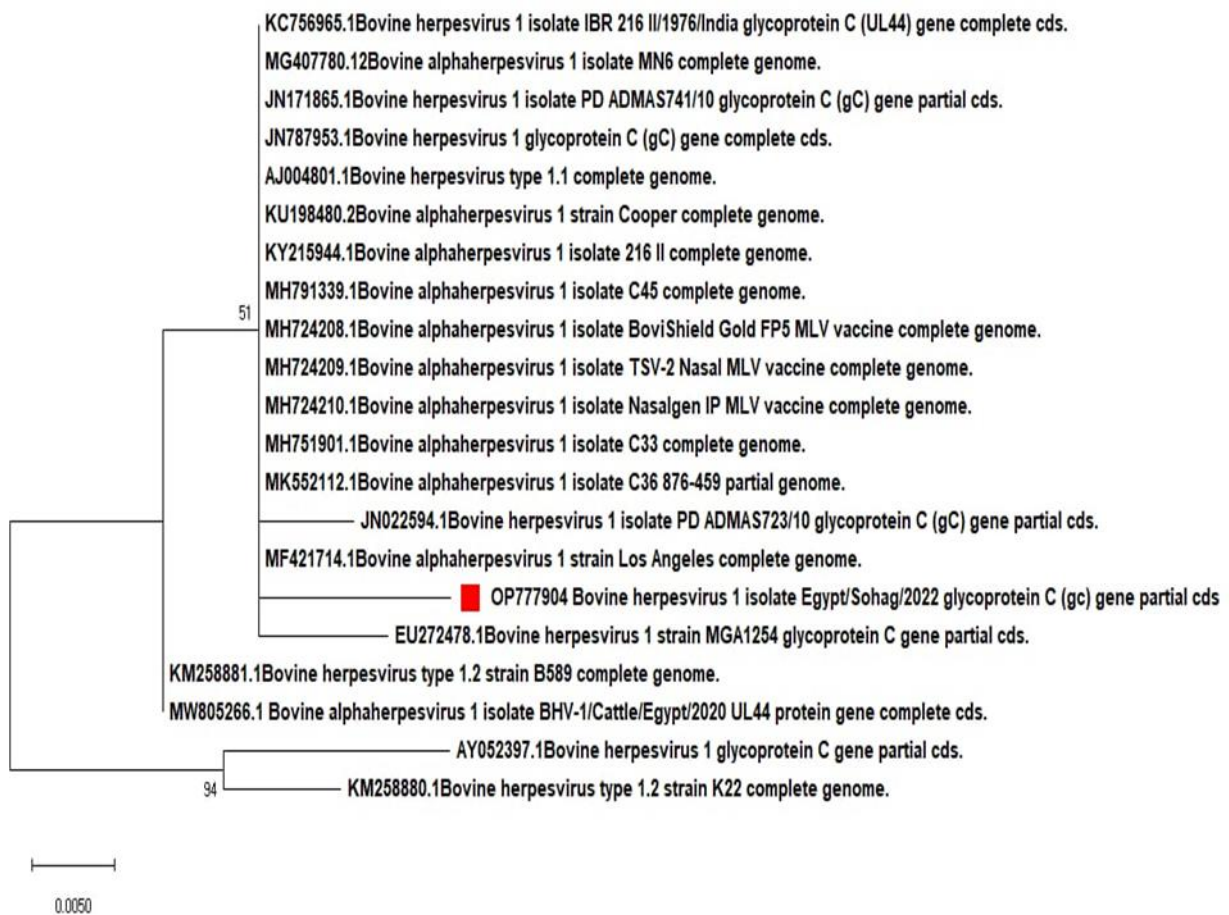 KC756965.1Bovine herpesvirus 1 isolate IBR 216 II/1976/India glycoprotein C (UL44) gene complete cds.
MG407780.12Bovine alphaherpesvirus 1 isolate MN6 complete genome.
JN171865.1Bovine herpesvirus 1 isolate PD ADMAS741/10 glycoprotein C (gC) gene partial cds.
JN787953.1Bovine herpesvirus 1 glycoprotein C (gC) gene complete cds.
AJ004801.1Bovine herpesvirus type 1.1 complete genome.
KU198480.2Bovine alphaherpesvirus 1 strain Cooper complete genome.
KY215944.1Bovine alphaherpesvirus 1 isolate 216 II complete genome.
MH791339.1Bovine alphaherpesvirus 1 isolate C45 complete genome.
51
MH724208.1Bovine alphaherpesvirus 1 isolate BoviShield Gold FP5 MLV vaccine complete genome.
MH724209.1Bovine alphaherpesvirus 1 isolate TSV-2 Nasal MLV vaccine complete genome.
MH724210.1Bovine alphaherpesvirus 1 isolate Nasalgen IP MLV vaccine complete genome.
MH751901.1Bovine alphaherpesvirus 1 isolate C33 complete genome.
MK552112.1Bovine alphaherpesvirus 1 isolate C36 876-459 partial genome.
JN022594.1Bovine herpesvirus 1 isolate PD ADMAS723/10 glycoprotein C (gC) gene partial cds.
MF421714.1Bovine alphaherpesvirus 1 strain Los Angeles complete genome.
OP777904 Bovine herpesvirus 1 isolate Egypt/Sohag/2022 glycoprotein C (gc) gene partial cds
EU272478.1Bovine herpesvirus 1 strain MGA1254 glycoprotein C gene partial cds.
KM258881.1Bovine herpesvirus type 1.2 strain B589 complete genome.
MW805266.1 Bovine alphaherpesvirus 1 isolate BHV-1/Cattle/Egypt/2020 UL44 protein gene complete cds.
AY052397.1Bovine herpesvirus 1 glycoprotein C gene partial cds.
94
KM258880.1Bovine herpesvirus type 1.2 strain K22 complete genome.
0.0050